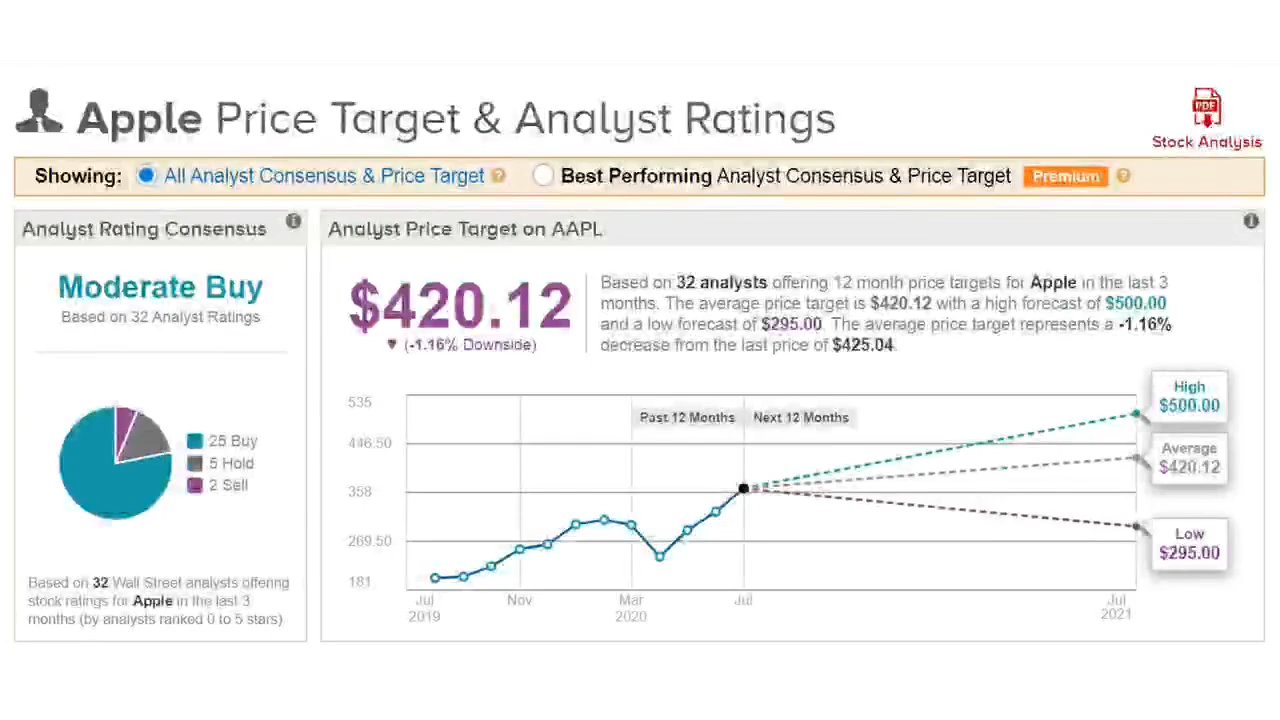 Apple Price Target & Analyst Ratings
PDF
Stock Analysis
Showing: All Analyst Consensus & Price Target ? Best Performing Analyst Consensus & Price Target Premium ?
Analyst Rating Consensus
Moderate Buy
Based on 32 Analyst Ratings
25 Buy
5 Hold
2 Sell
Based on 32 Wall Street analysts offering
stock ratings for Apple in the last 3
months (by analysts ranked 0 to 5 stars)
Analyst Price Target on AAPL
$420.12
▼ (-1.16% Downside)
Based on 32 analysts offering 12 month price targets for Apple in the last 3
months. The average price target is $420.12 with a high forecast of $500.00
and a low forecast of $295.00. The average price target represents a -1.16%
decrease from the last price of $425.04.
Past 12 Months Next 12 Months
535
446.50
358
269.50
181
Jul
2019
Nov
Mar
2020
Jul
Jul
2021
High
$500.00
Average
$420.12
Low
$295.00